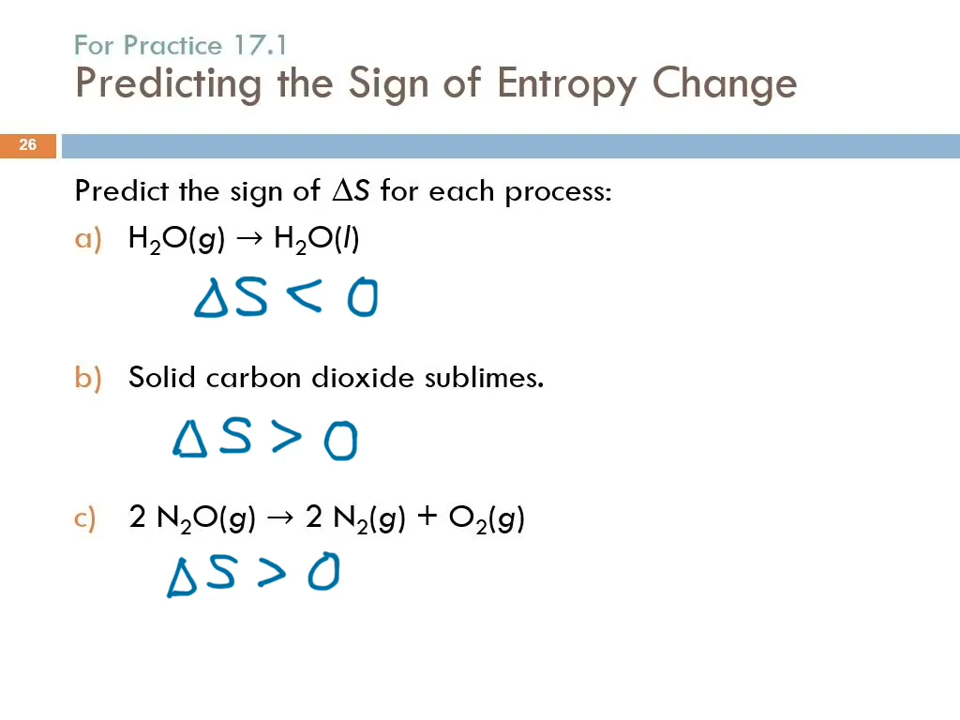 For Practice 17.1
Predicting the Sign of Entropy Change
26
Predict the sign of ΔS for each process:
a) H₂O(g) → H₂O(l)
ΔS < 0
b) Solid carbon dioxide sublimes.
ΔS > 0
c) 2 N₂O(g) → 2 N₂(g) + O₂(g)
ΔS > 0